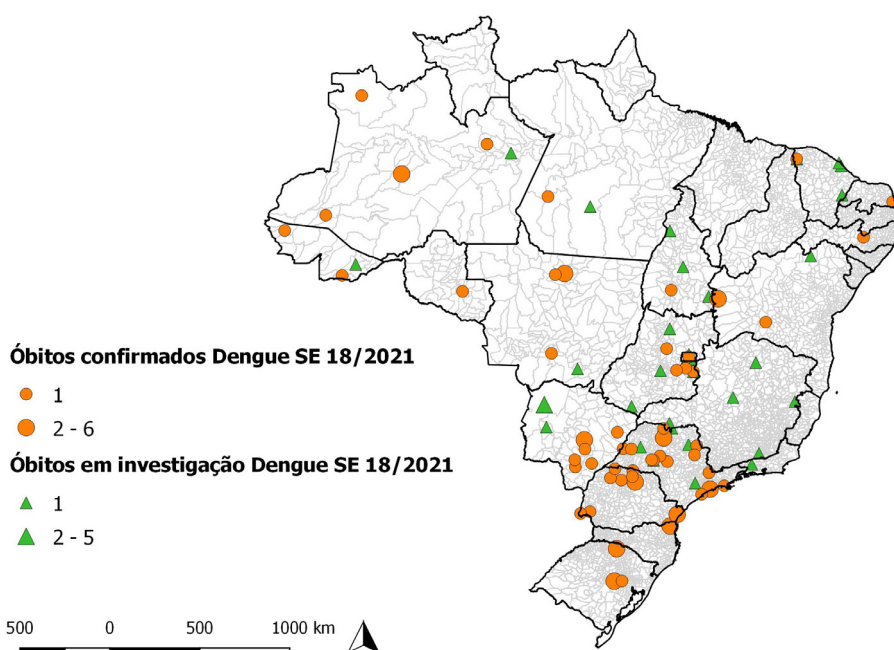 Óbitos confirmados Dengue SE 18/2021
1
2 - 6
Óbitos em investigação Dengue SE 18/2021
1
2 - 5
500 0 500 1000 km